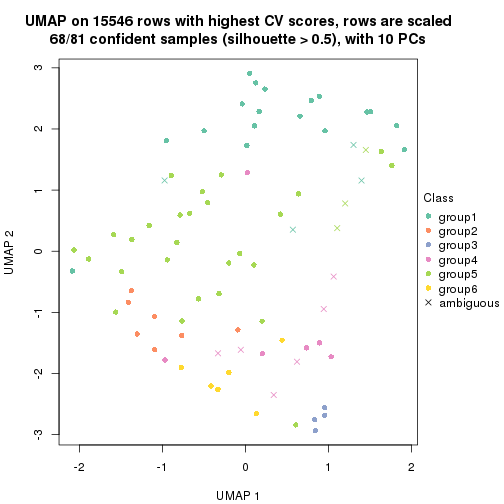 UMAP on 15546 rows with highest CV scores, rows are scaled
68/81 confident samples (silhouette > 0.5), with 10 PCs
UMAP 2
3
2
1
0
-1
-2
-3
-2
-1
0
1
2
UMAP 1
Class
group1
group2
group3
group4
group5
group6
ambiguous